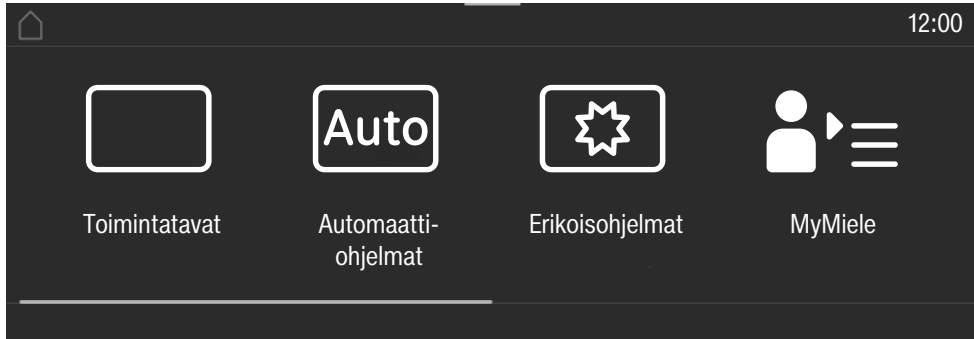 12:00
Auto
Toimintatavat
Automaatti-
ohjelmat
Erikoisohjelmat
MyMiele